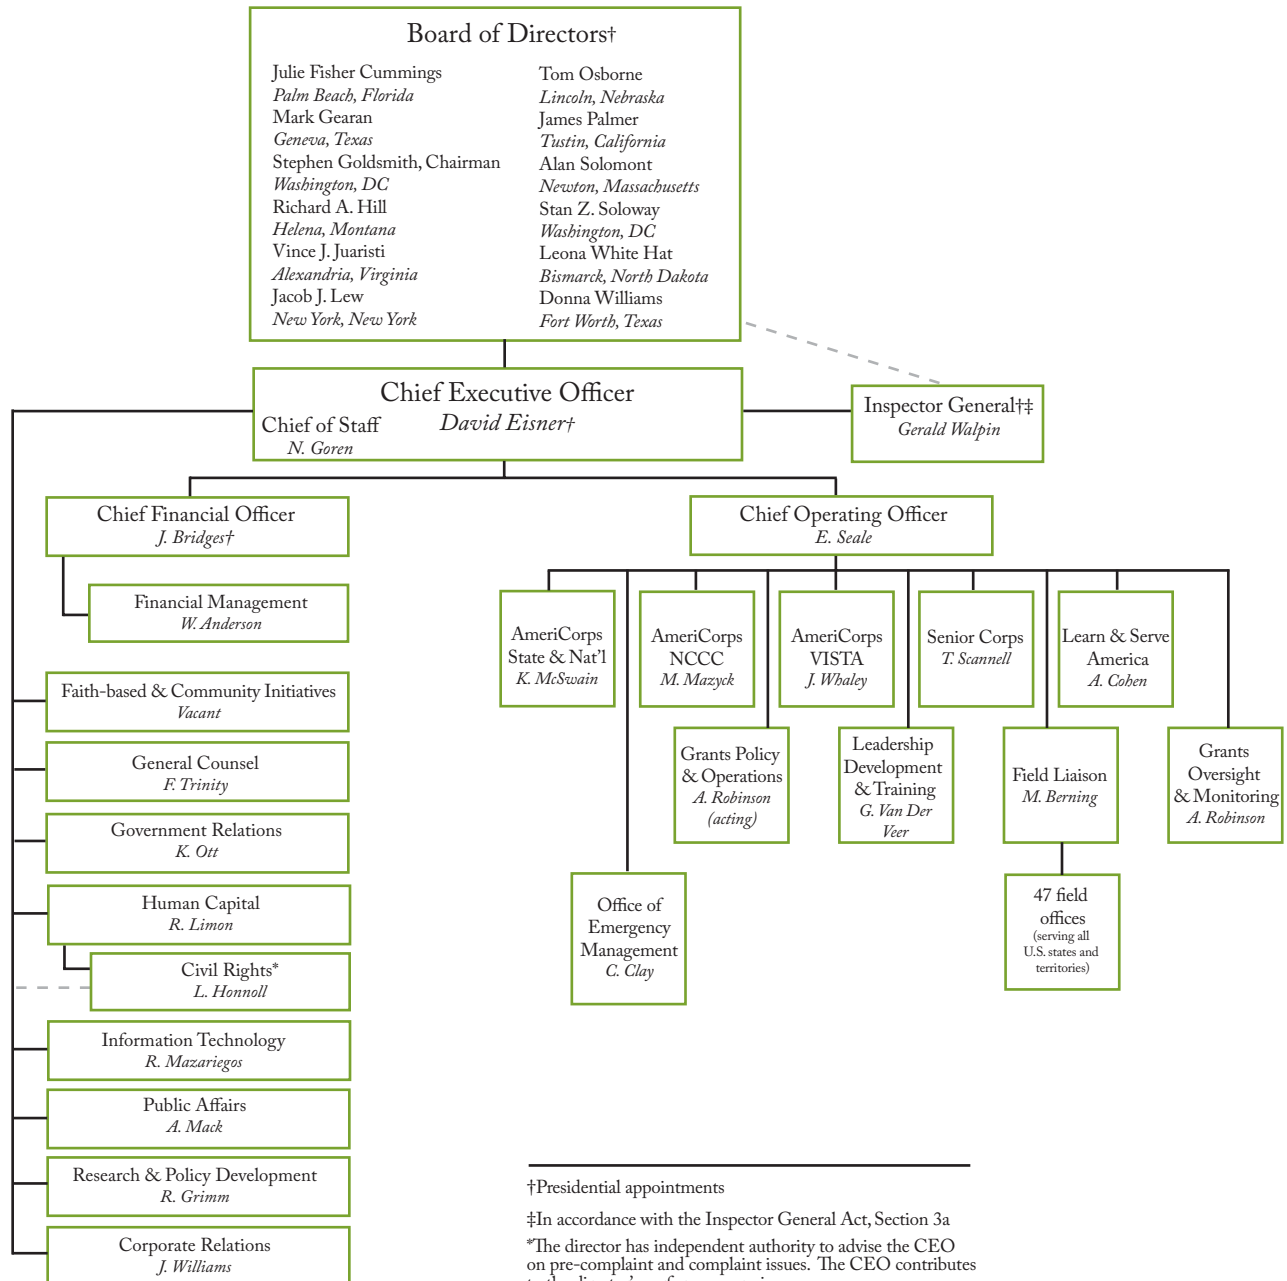 Board of Directors†
Julie Fisher Cummings
Palm Beach, Florida
Mark Gearan
Geneva, Texas
Stephen Goldsmith, Chairman
Washington, DC
Richard A. Hill
Helena, Montana
Vince J. Juaristi
Alexandria, Virginia
Jacob J. Lew
New York, New York
Tom Osborne
Lincoln, Nebraska
James Palmer
Tustin, California
Alan Solomont
Newton, Massachusetts
Stan Z. Soloway
Washington, DC
Leona White Hat
Bismarck, North Dakota
Donna Williams
Fort Worth, Texas
Chief Executive Officer
David Eisner†
Chief of Staff
N. Goren
Inspector General†‡
Gerald Walpin
Chief Financial Officer
J. Bridges†
Financial Management
W. Anderson
Faith-based & Community Initiatives
Vacant
General Counsel
F. Trinity
Government Relations
K. Ott
Human Capital
R. Limon
Civil Rights*
L. Honnoll
Information Technology
R. Mazariegos
Public Affairs
A. Mack
Research & Policy Development
R. Grimm
Corporate Relations
J. Williams
Chief Operating Officer
E. Seale
AmeriCorps
State & Nat'l
K. McSwain
AmeriCorps
NCCC
M. Mazyck
AmeriCorps
VISTA
J. Whaley
Senior Corps
T. Scannell
Learn & Serve
America
A. Cohen
Grants Policy
& Operations
A. Robinson
(acting)
Leadership
Development
& Training
G. Van Der
Veer
Field Liaison
M. Berning
Grants
Oversight
& Monitoring
A. Robinson
Office of
Emergency
Management
C. Clay
47 field
offices
(serving all
U.S. states and
territories)
†Presidential appointments
‡In accordance with the Inspector General Act, Section 3a
*The director has independent authority to advise the CEO
on pre-complaint and complaint issues. The CEO contributes